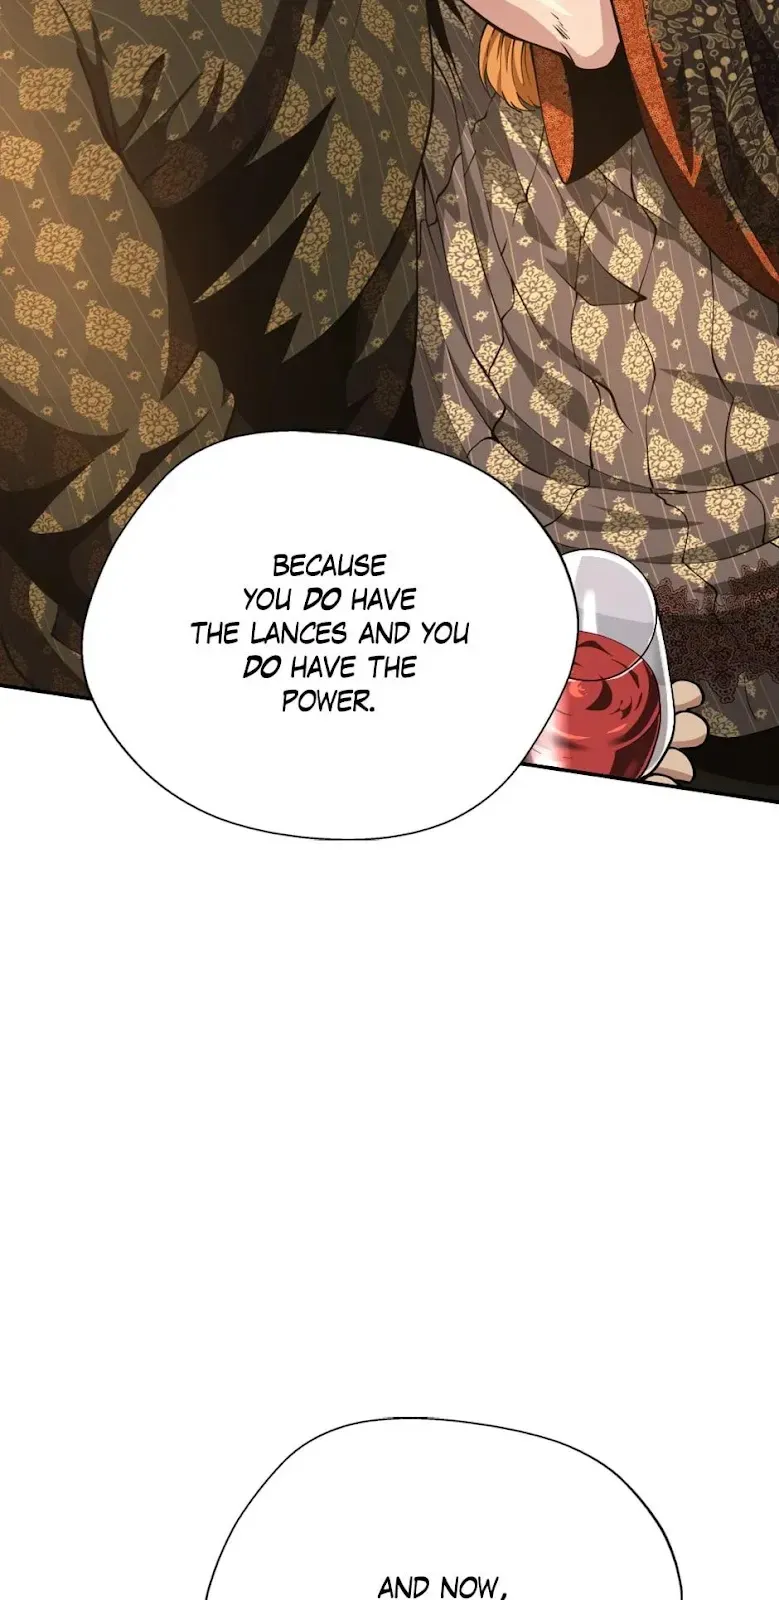 BECAUSE
YOU DO HAVE
THE LANCES AND YOU
DO HAVE THE
POWER.
AND NOW,